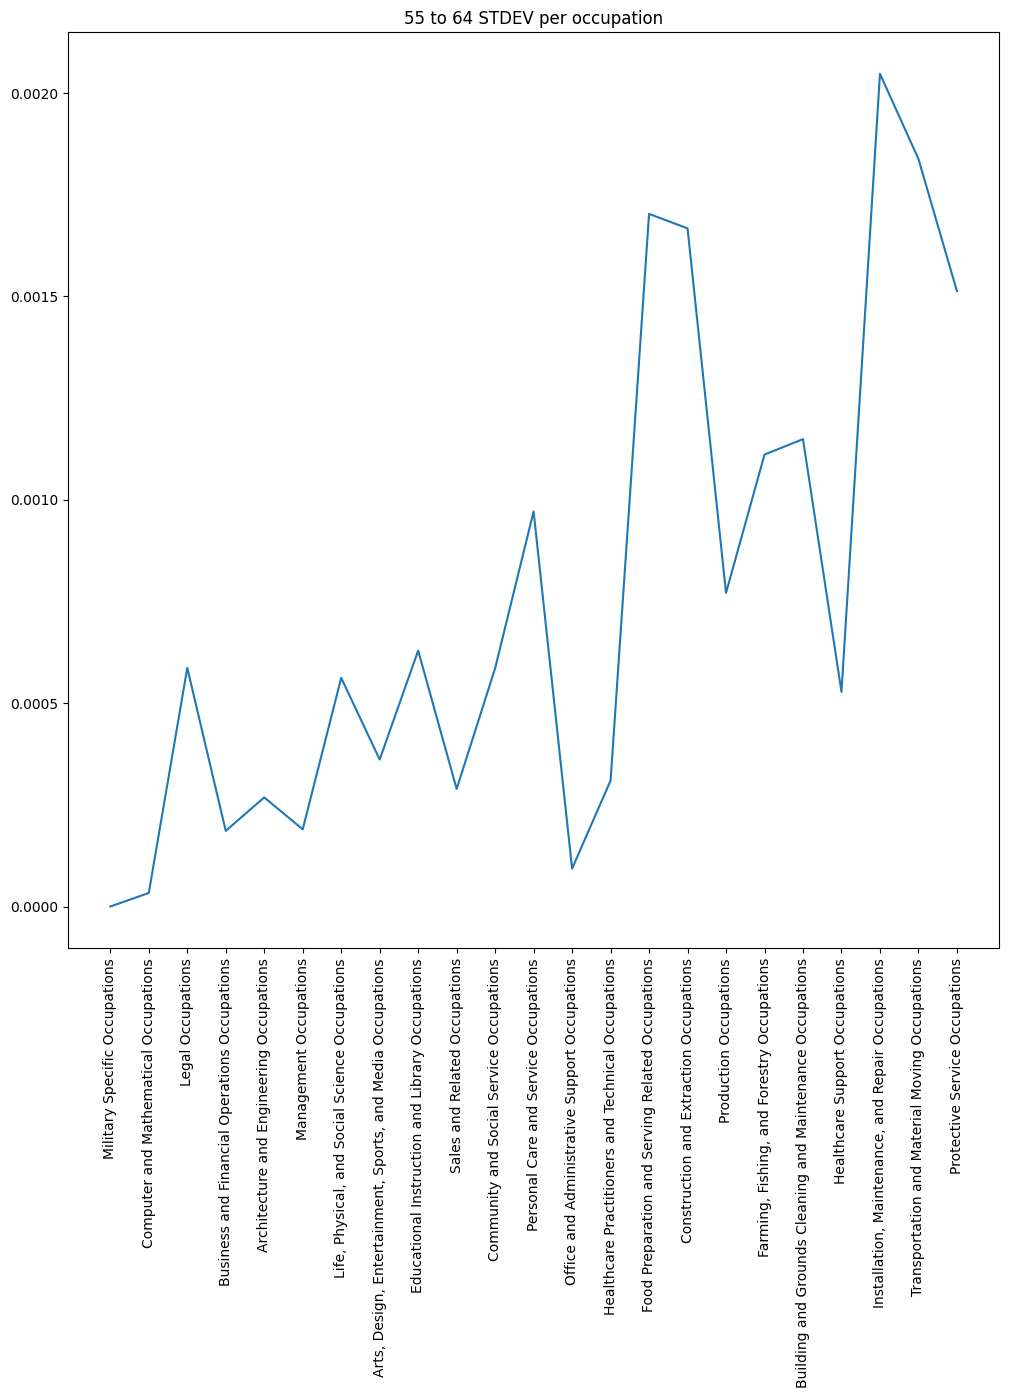 55 to 64 STDEV per occupation
0.0020
0.0015
0.0010
0.0005
0.0000
Military Specific Occupations
Computer and Mathematical Occupations
Legal Occupations
Business and Financial Operations Occupations
Architecture and Engineering Occupations
Management Occupations
Life, Physical, and Social Science Occupations
Arts, Design, Entertainment, Sports, and Media Occupations
Educational Instruction and Library Occupations
Sales and Related Occupations
Community and Social Service Occupations
Personal Care and Service Occupations
Office and Administrative Support Occupations
Healthcare Practitioners and Technical Occupations
Food Preparation and Serving Related Occupations
Construction and Extraction Occupations
Production Occupations
Farming, Fishing, and Forestry Occupations
Building and Grounds Cleaning and Maintenance Occupations
Healthcare Support Occupations
Installation, Maintenance, and Repair Occupations
Transportation and Material Moving Occupations
Protective Service Occupations